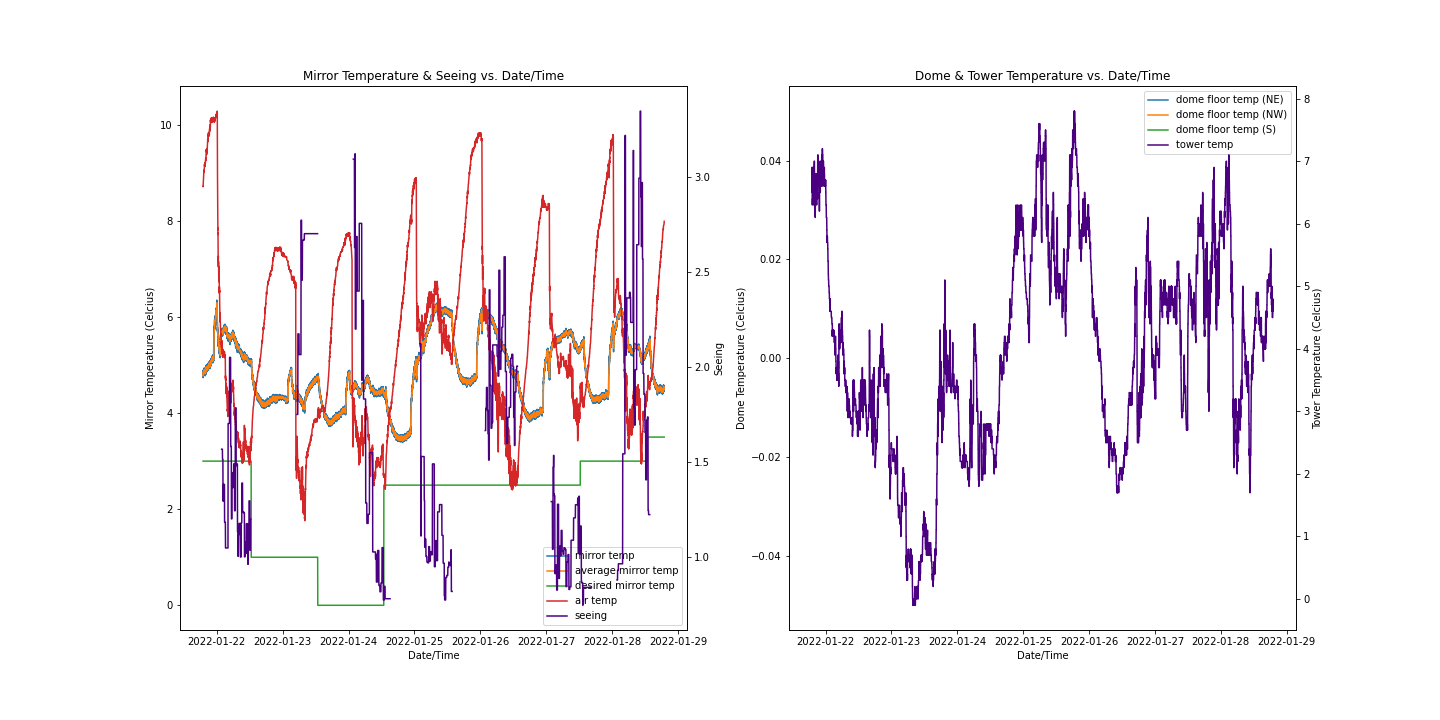 Mirror Temperature & Seeing vs. Date/Time
10
8
6
4
2
0
Mirror Temperature (Celcius)
3.0
2.5
2.0
1.5
1.0
Seeing
mirror temp
average mirror temp
desired mirror temp
air temp
seeing
2022-01-22 2022-01-23 2022-01-24 2022-01-25 2022-01-26 2022-01-27 2022-01-28 2022-01-29
Date/Time
Dome & Tower Temperature vs. Date/Time
0.04
0.02
0.00
−0.02
−0.04
Dome Temperature (Celcius)
8
7
6
5
4
3
2
1
0
Tower Temperature (Celcius)
dome floor temp (NE)
dome floor temp (NW)
dome floor temp (S)
tower temp
2022-01-22 2022-01-23 2022-01-24 2022-01-25 2022-01-26 2022-01-27 2022-01-28 2022-01-29
Date/Time